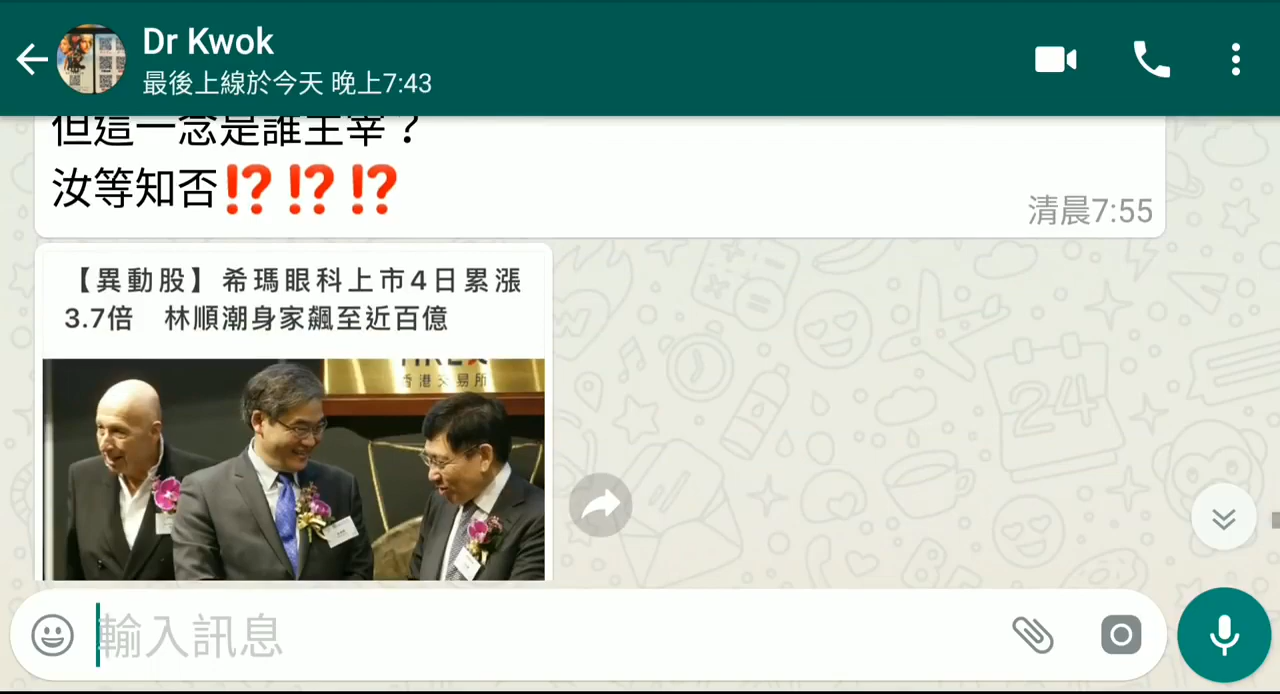 Dr Kwok
最後上線於今天 晚上7:43
但這一念是誰主宰？
汝等知否⁉️⁉️⁉️
清晨7:55
【異動股】希瑪眼科上市4日累漲
3.7倍　林順潮身家飆至近百億
香港交易所
輸入訊息